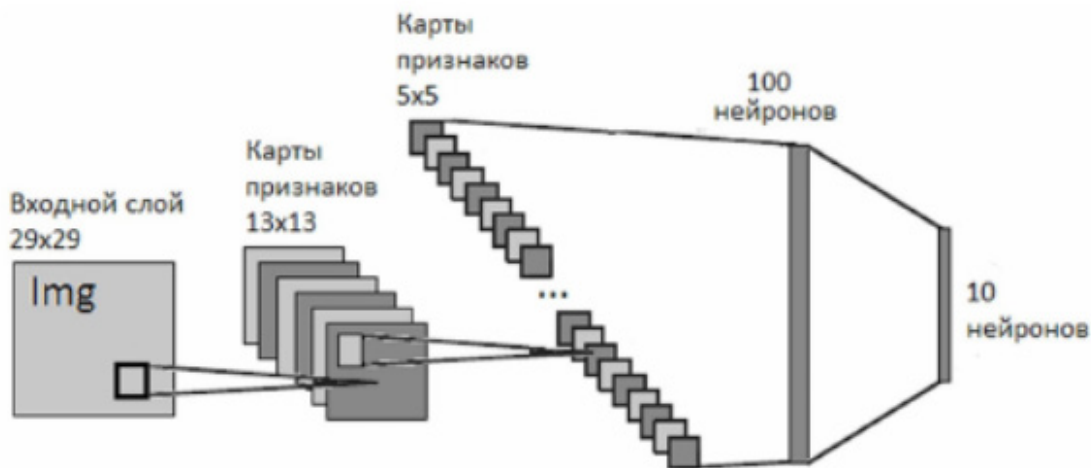 Входной слой
29x29
Img
Карты
признаков
13x13
Карты
признаков
5x5
...
100
нейронов
10
нейронов